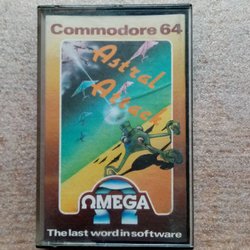 Commodore 64
Astral
Attack
ΩMEGA
The last word in software